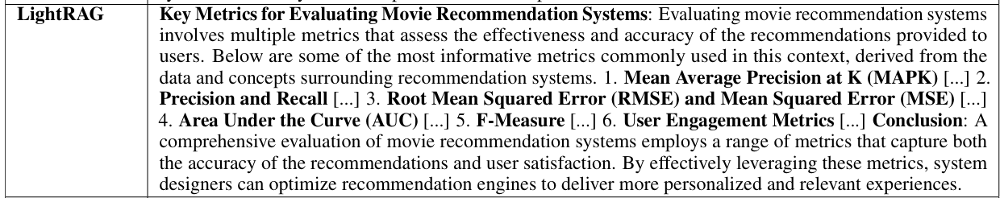 LightRAG
Key Metrics for Evaluating Movie Recommendation Systems: Evaluating movie recommendation systems
involves multiple metrics that assess the effectiveness and accuracy of the recommendations provided to
users. Below are some of the most informative metrics commonly used in this context, derived from the
data and concepts surrounding recommendation systems. 1. Mean Average Precision at K (MAPK) [...] 2.
Precision and Recall [...] 3. Root Mean Squared Error (RMSE) and Mean Squared Error (MSE) [...]
4. Area Under the Curve (AUC) [...] 5. F-Measure [...] 6. User Engagement Metrics [...] Conclusion: A
comprehensive evaluation of movie recommendation systems employs a range of metrics that capture both
the accuracy of the recommendations and user satisfaction. By effectively leveraging these metrics, system
designers can optimize recommendation engines to deliver more personalized and relevant experiences.